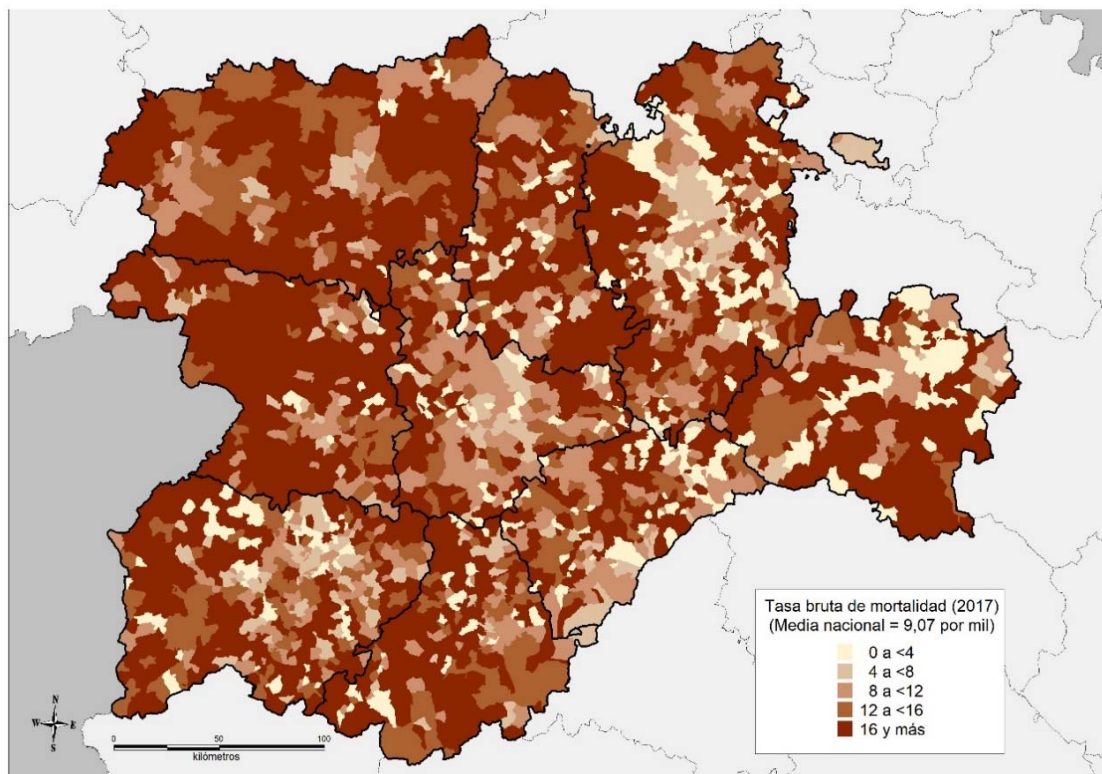 Tasa bruta de mortalidad (2017)
(Media nacional = 9,07 por mil)
0 a <4
4 a <8
8 a <12
12 a <16
16 y más
N
W E
S
0 50 100
kilómetros